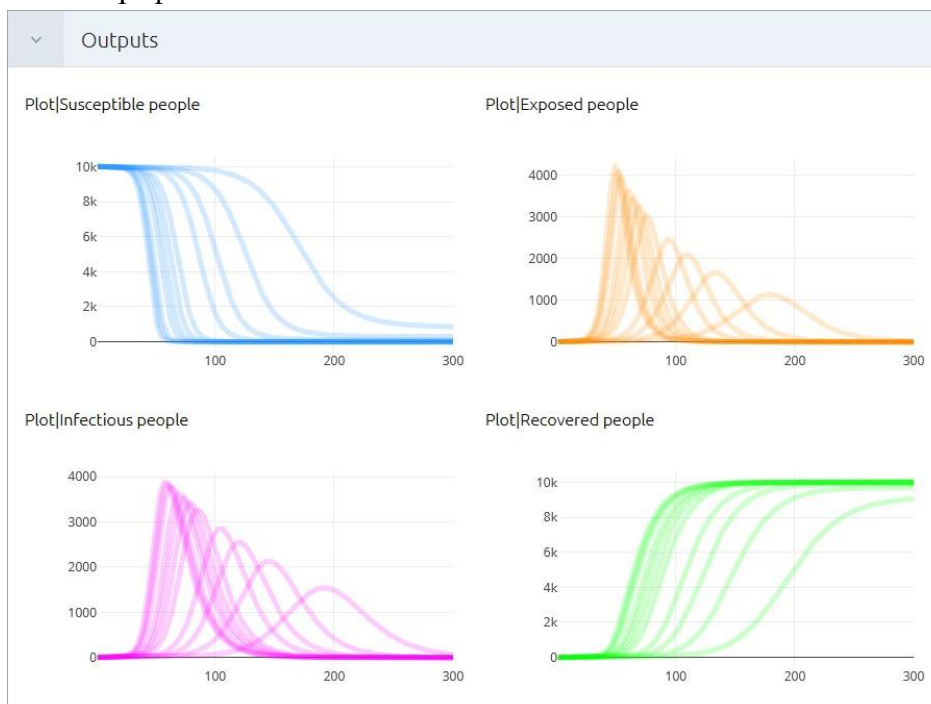 Outputs
Plot|Susceptible people
10k
8k
6k
4k
2k
0
100 200 300
Plot|Exposed people
4000
3000
2000
1000
0
100 200 300
Plot|Infectious people
4000
3000
2000
1000
0
100 200 300
Plot|Recovered people
10k
8k
6k
4k
2k
0
100 200 300